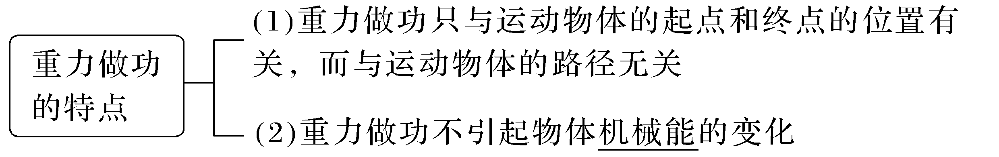 重力做功
的特点
(1)重力做功只与运动物体的起点和终点的位置有
关，而与运动物体的路径无关
(2)重力做功不引起物体机械能的变化